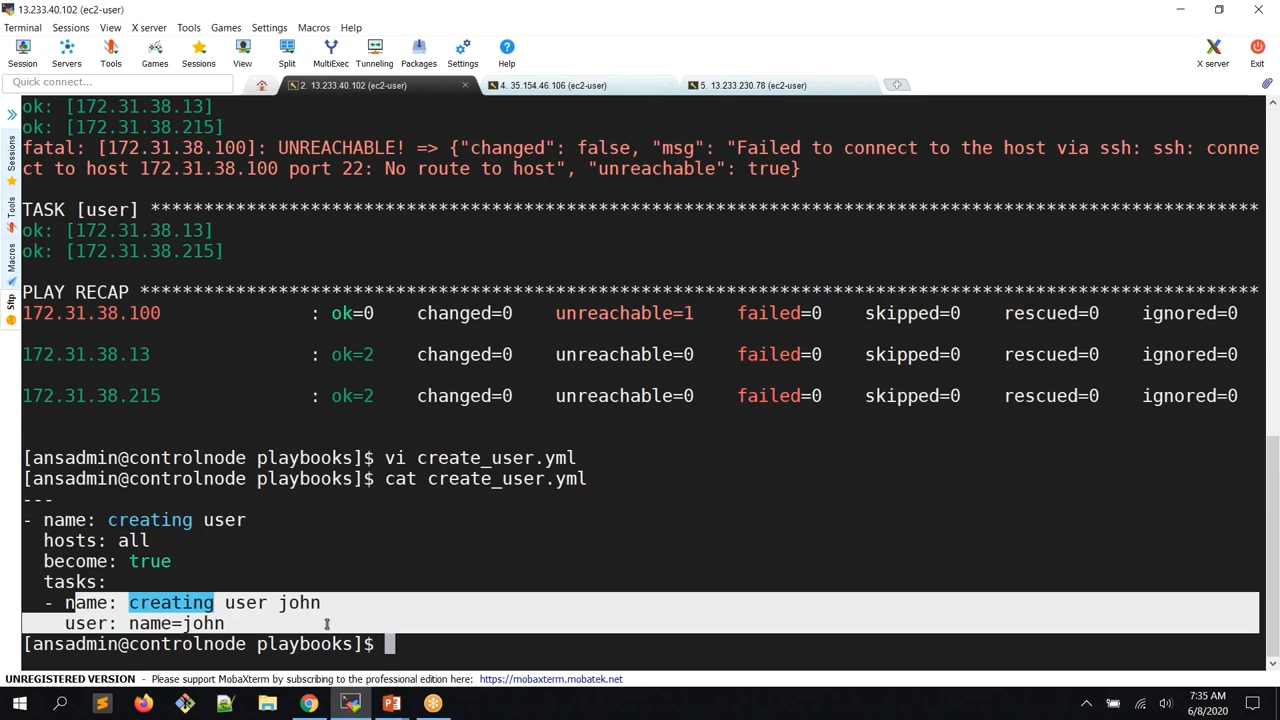 13.233.40.102 (ec2-user)
Terminal Sessions View X server Tools Games Settings Macros Help
Session Servers Tools Games Sessions View Split MultiExec Tunneling Packages Settings Help X server Exit
Quick connect...
2. 13.233.40.102 (ec2-user)
4. 35.154.46.106 (ec2-user)
5. 13.233.230.78 (ec2-user)
Sessions
Tools
Macros
Sftp
ok: [172.31.38.13]
ok: [172.31.38.215]
fatal: [172.31.38.100]: UNREACHABLE! => {"changed": false, "msg": "Failed to connect to the host via ssh: ssh: conne
ct to host 172.31.38.100 port 22: No route to host", "unreachable": true}
TASK [user] *********************************************************************************************************
ok: [172.31.38.13]
ok: [172.31.38.215]
PLAY RECAP **********************************************************************************************************
172.31.38.100 : ok=0 changed=0 unreachable=1 failed=0 skipped=0 rescued=0 ignored=0
172.31.38.13 : ok=2 changed=0 unreachable=0 failed=0 skipped=0 rescued=0 ignored=0
172.31.38.215 : ok=2 changed=0 unreachable=0 failed=0 skipped=0 rescued=0 ignored=0
[ansadmin@controlnode playbooks]$ vi create_user.yml
[ansadmin@controlnode playbooks]$ cat create_user.yml
---
- name: creating user
hosts: all
become: true
tasks:
- name: creating user john
user: name=john
[ansadmin@controlnode playbooks]$
UNREGISTERED VERSION - Please support MobaXterm by subscribing to the professional edition here: https://mobaxterm.mobatek.net
7:35 AM
6/8/2020